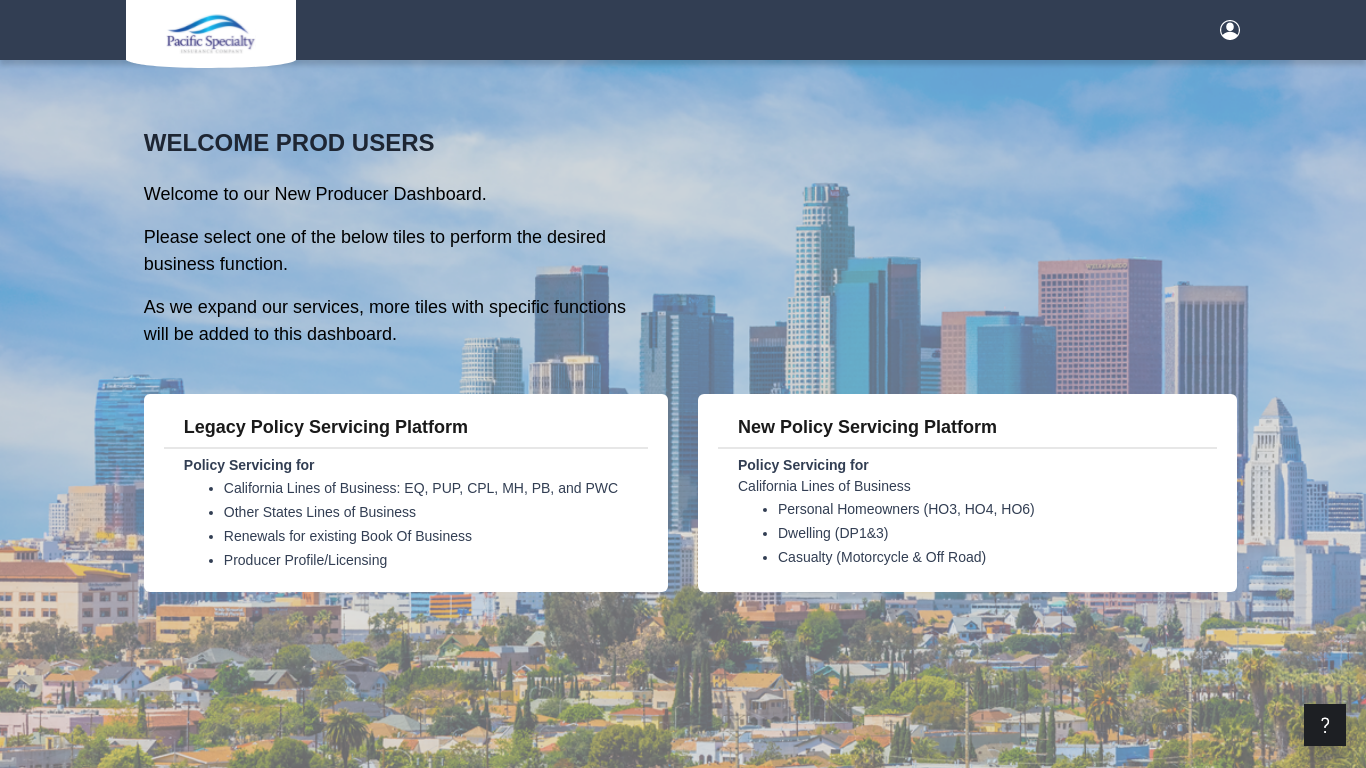 Pacific Specialty
INSURANCE COMPANY
WELCOME PROD USERS
Welcome to our New Producer Dashboard.
Please select one of the below tiles to perform the desired
business function.
As we expand our services, more tiles with specific functions
will be added to this dashboard.
Legacy Policy Servicing Platform
Policy Servicing for
• California Lines of Business: EQ, PUP, CPL, MH, PB, and PWC
• Other States Lines of Business
• Renewals for existing Book Of Business
• Producer Profile/Licensing
New Policy Servicing Platform
Policy Servicing for
California Lines of Business
• Personal Homeowners (HO3, HO4, HO6)
• Dwelling (DP1&3)
• Casualty (Motorcycle & Off Road)
?